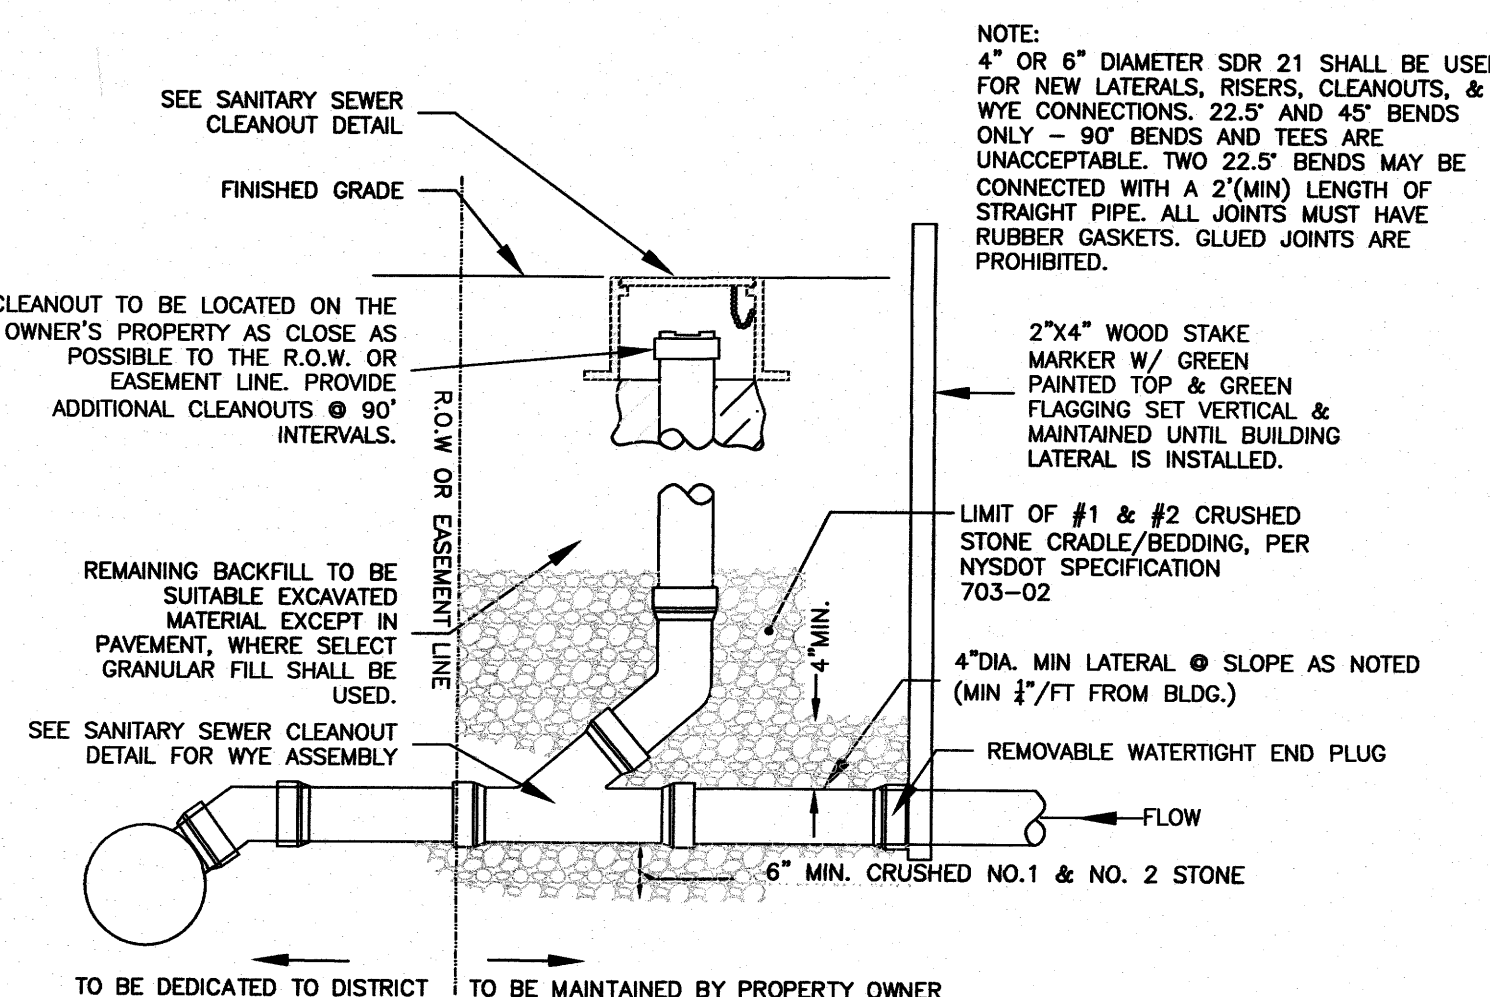 NOTE:
4" OR 6" DIAMETER SDR 21 SHALL BE USED
FOR NEW LATERALS, RISERS, CLEANOUTS, &
WYE CONNECTIONS. 22.5° AND 45° BENDS
ONLY – 90° BENDS AND TEES ARE
UNACCEPTABLE. TWO 22.5° BENDS MAY BE
CONNECTED WITH A 2'(MIN) LENGTH OF
STRAIGHT PIPE. ALL JOINTS MUST HAVE
RUBBER GASKETS. GLUED JOINTS ARE
PROHIBITED.
SEE SANITARY SEWER
CLEANOUT DETAIL
FINISHED GRADE
CLEANOUT TO BE LOCATED ON THE
OWNER'S PROPERTY AS CLOSE AS
POSSIBLE TO THE R.O.W. OR
EASEMENT LINE. PROVIDE
ADDITIONAL CLEANOUTS @ 90'
INTERVALS.
R.O.W OR EASEMENT LINE
2"X4" WOOD STAKE
MARKER W/ GREEN
PAINTED TOP & GREEN
FLAGGING SET VERTICAL &
MAINTAINED UNTIL BUILDING
LATERAL IS INSTALLED.
LIMIT OF #1 & #2 CRUSHED
STONE CRADLE/BEDDING, PER
NYSDOT SPECIFICATION
703–02
REMAINING BACKFILL TO BE
SUITABLE EXCAVATED
MATERIAL EXCEPT IN
PAVEMENT, WHERE SELECT
GRANULAR FILL SHALL BE
USED.
4"MIN.
4"DIA. MIN LATERAL @ SLOPE AS NOTED
(MIN ¼"/FT FROM BLDG.)
SEE SANITARY SEWER CLEANOUT
DETAIL FOR WYE ASSEMBLY
REMOVABLE WATERTIGHT END PLUG
FLOW
6" MIN. CRUSHED NO.1 & NO. 2 STONE
TO BE DEDICATED TO DISTRICT
TO BE MAINTAINED BY PROPERTY OWNER